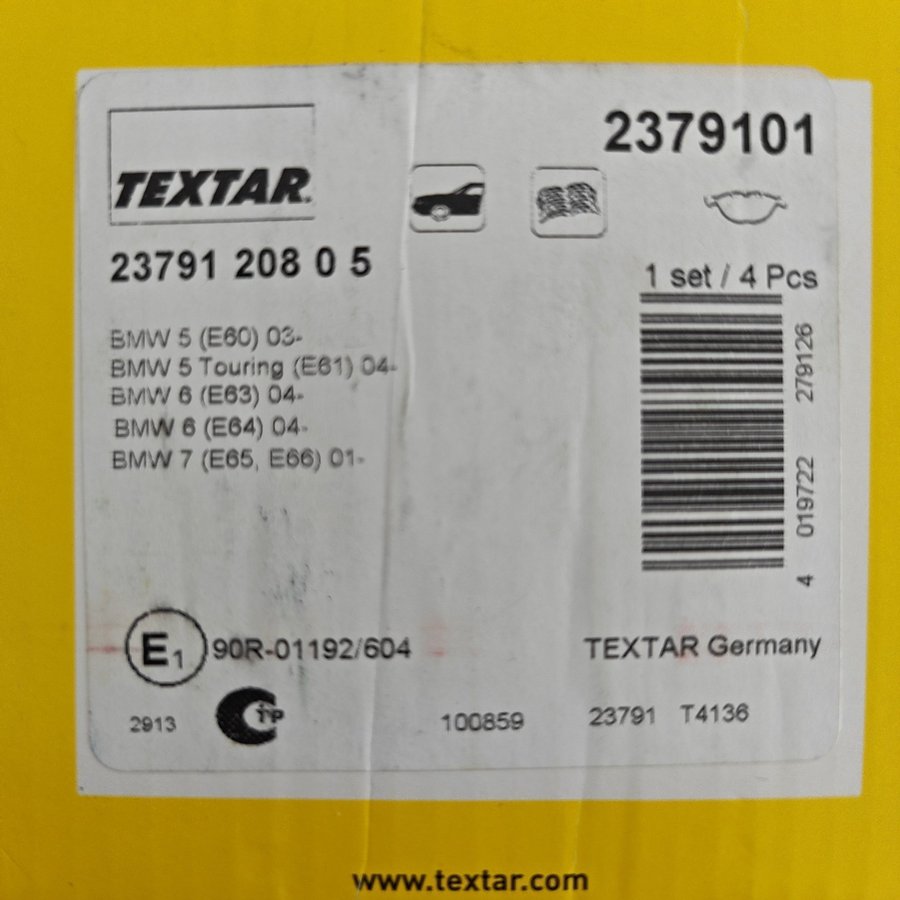 TEXTAR
2379101
23791 208 0 5
1 set / 4 Pcs
BMW 5 (E60) 03-
BMW 5 Touring (E61) 04-
BMW 6 (E63) 04-
BMW 6 (E64) 04-
BMW 7 (E65, E66) 01-
4 019722 279126
E1 90R-01192/604
TEXTAR Germany
2913
TP
100859
23791 T4136
www.textar.com